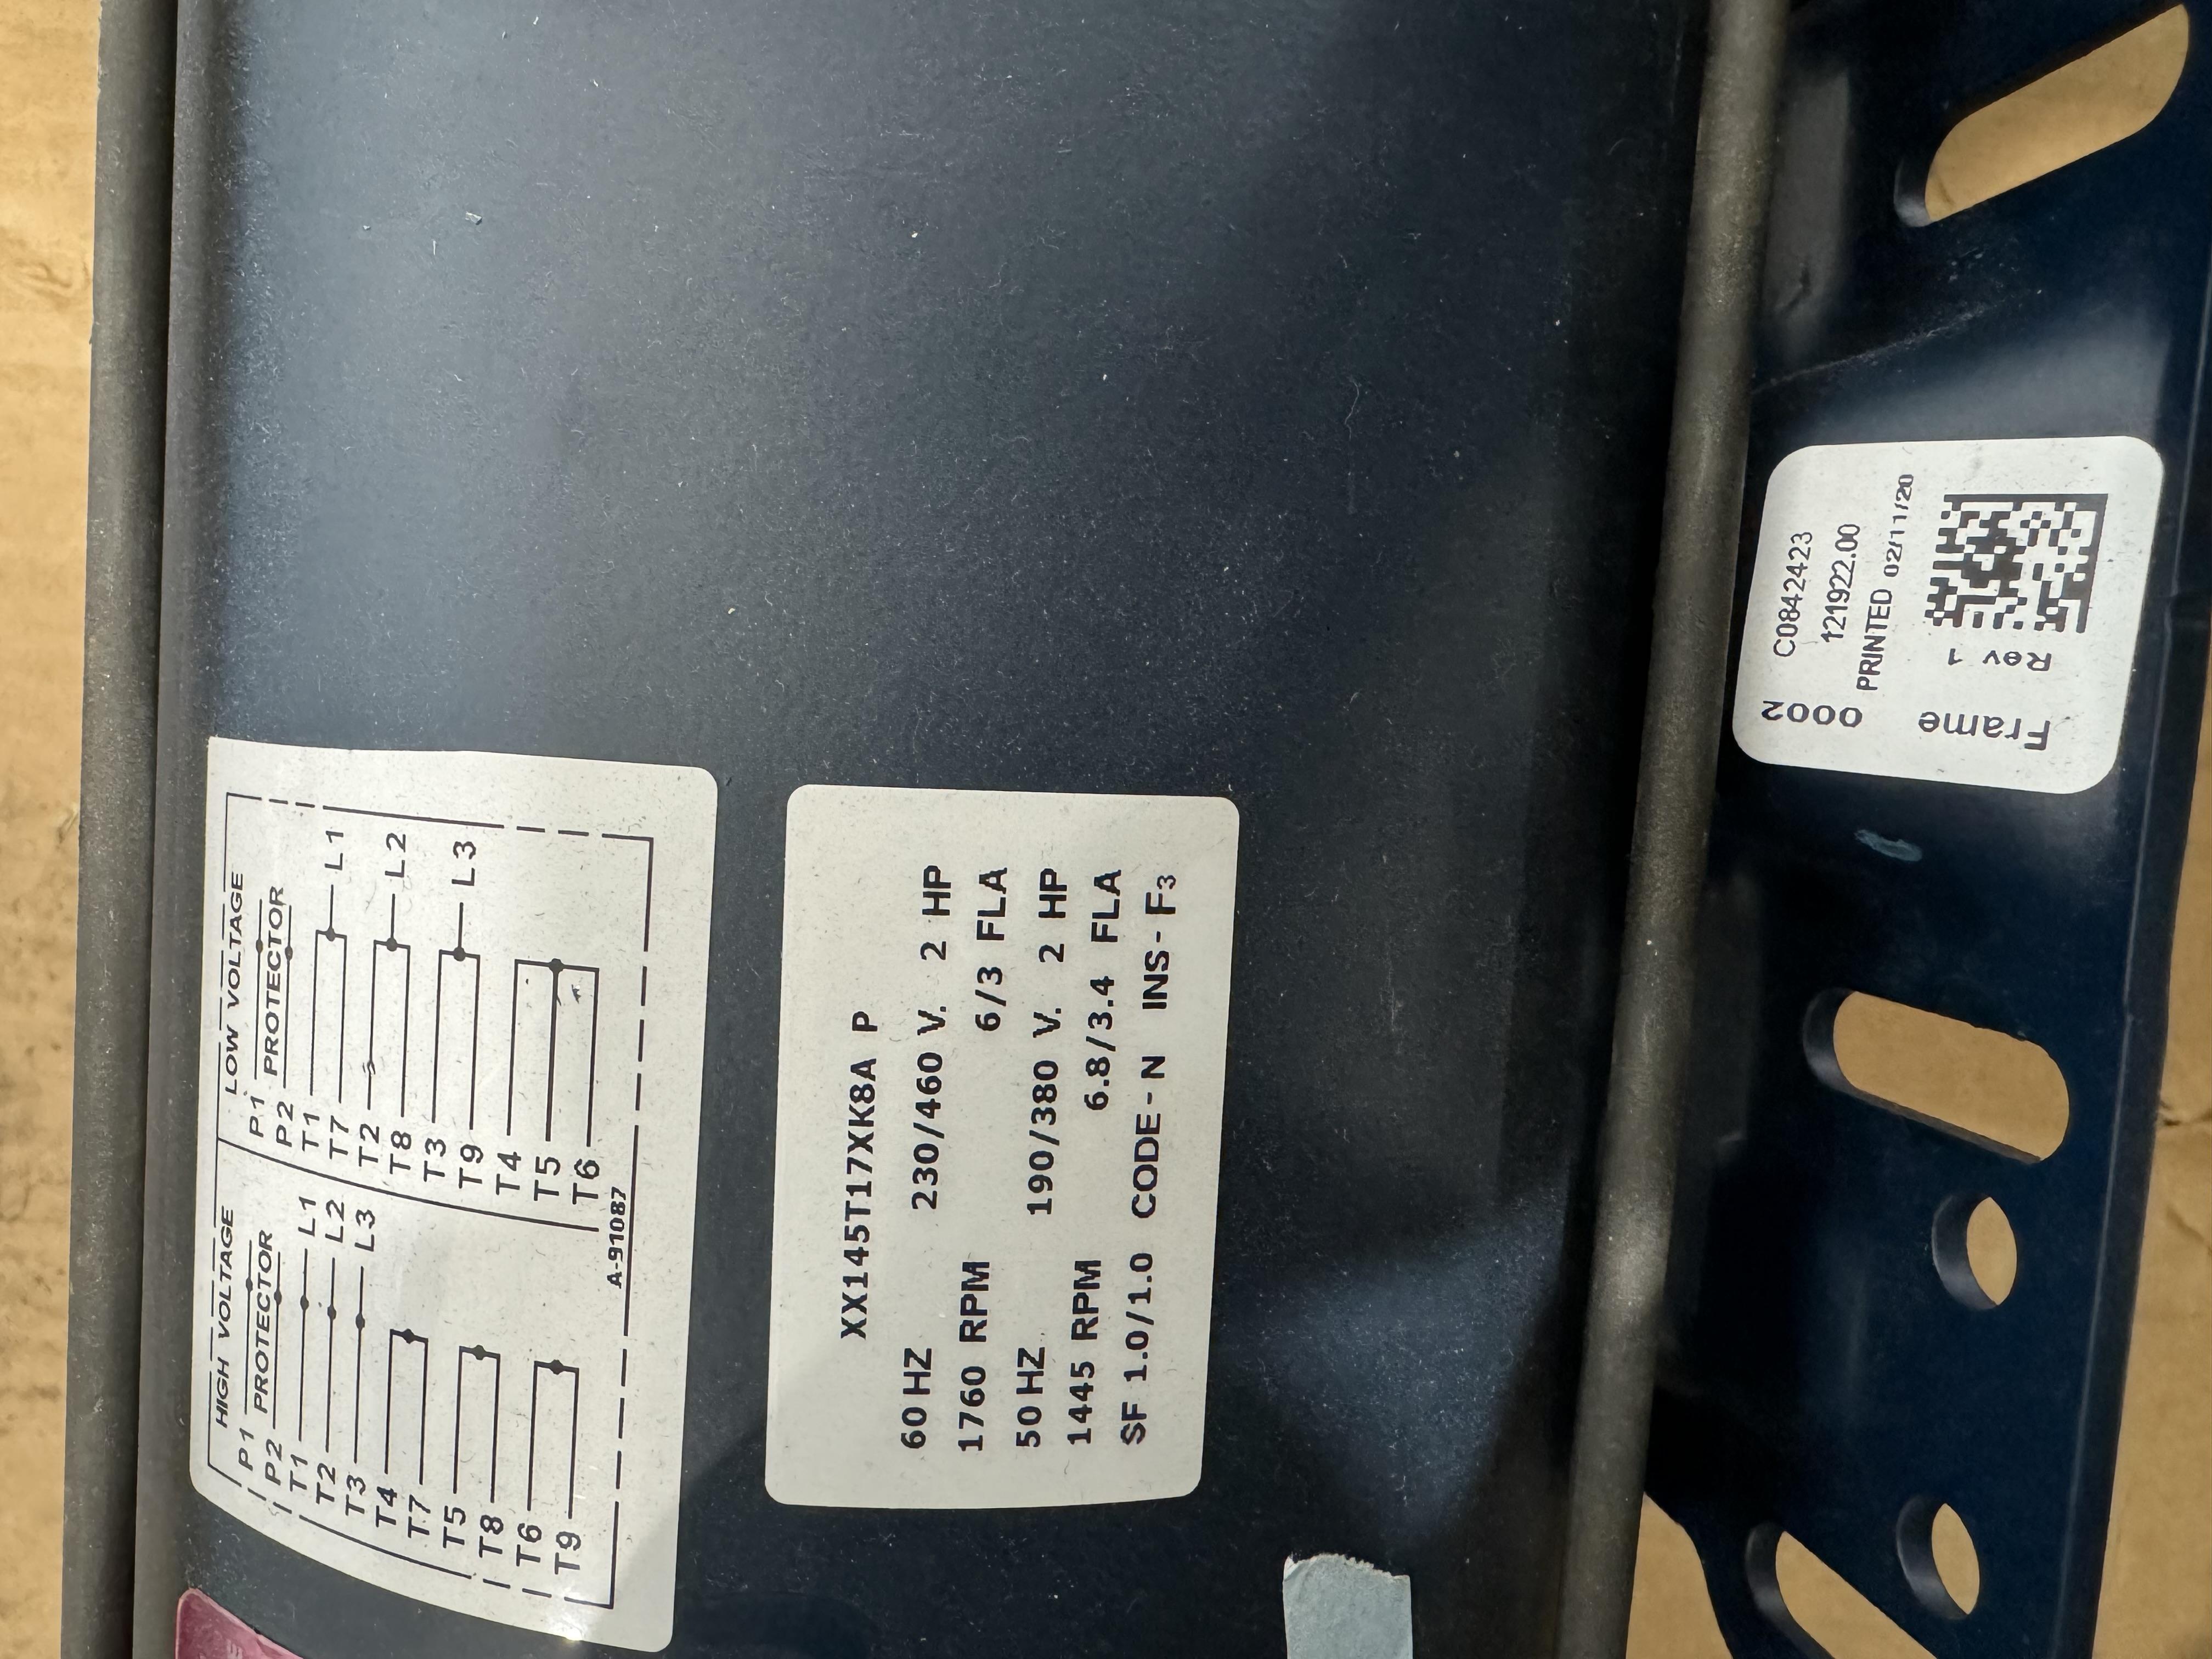 HIGH VOLTAGE
P1
PROTECTOR
P2
T1 L1
T2 L2
T3 L3
T4
T7
T5
T8
T6
T9
LOW VOLTAGE
P1
PROTECTOR
P2
T1
L1
T7
T2
L2
T8
T3
L3
T9
T4
T5
T6
A-91087
XX145T17XK8A P
60 HZ 230/460 V. 2 HP
1760 RPM 6/3 FLA
50 HZ 190/380 V. 2 HP
1445 RPM 6.8/3.4 FLA
SF 1.0/1.0 CODE-N INS-F3
C0842423
121922.00
PRINTED 02/11/20
0002
Frame
Rev 1